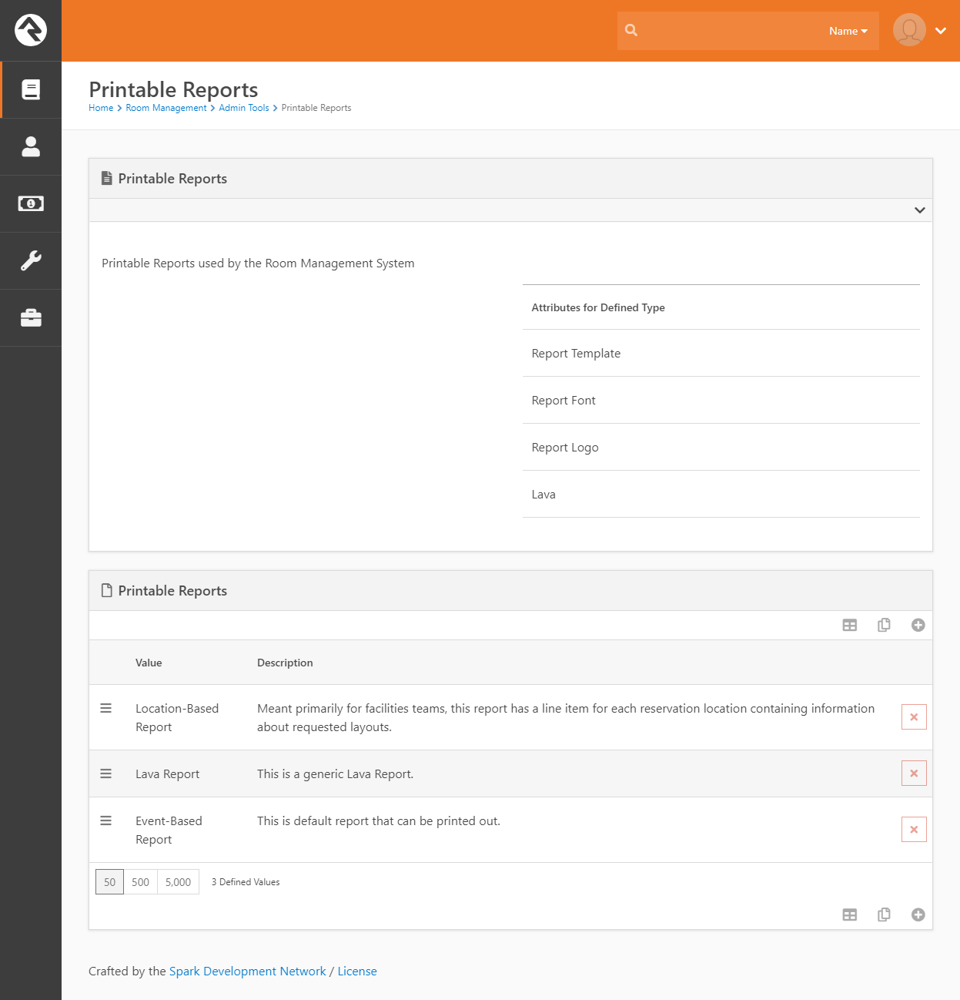 Name
Printable Reports
Home > Room Management > Admin Tools > Printable Reports
Printable Reports
Printable Reports used by the Room Management System
Attributes for Defined Type
Report Template
Report Font
Report Logo
Lava
Printable Reports
Value Description
Location-Based Meant primarily for facilities teams, this report has a line item for each reservation location containing information
Report about requested layouts.
Lava Report This is a generic Lava Report.
Event-Based This is default report that can be printed out.
Report
50 500 5,000 3 Defined Values
Crafted by the Spark Development Network / License